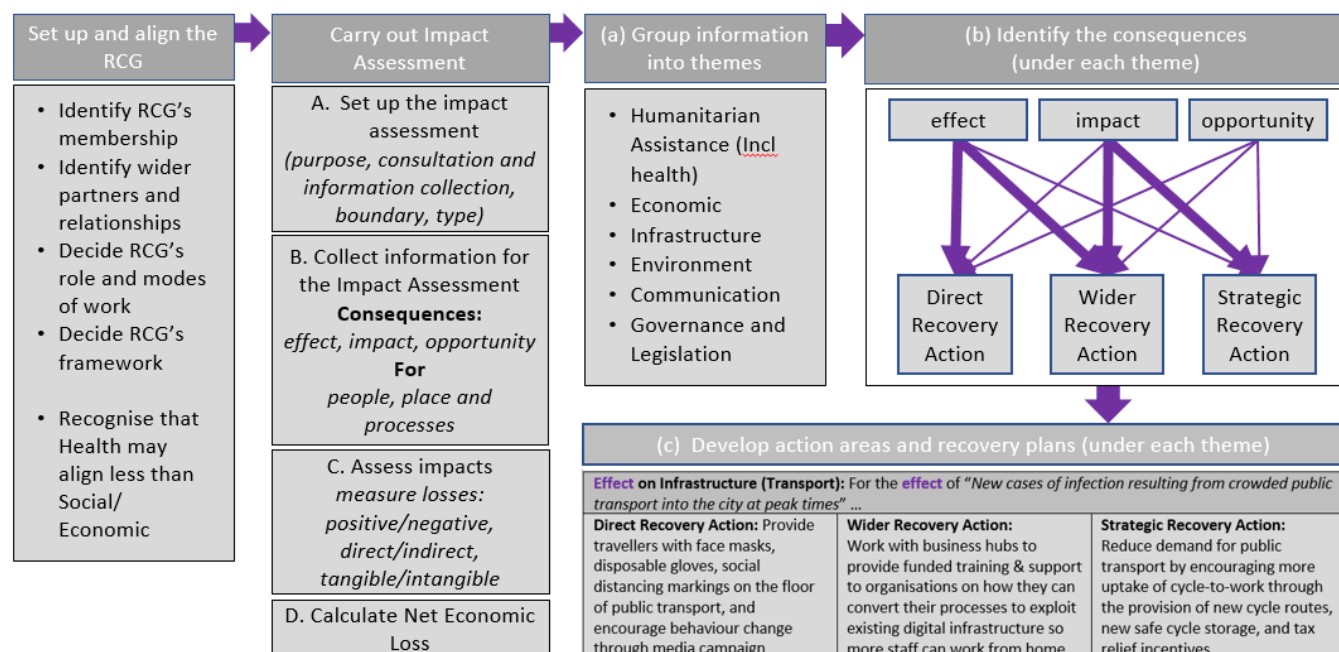 Set up and align the
RCG
• Identify RCG's
membership
• Identify wider
partners and
relationships
• Decide RCG's
role and modes
of work
• Decide RCG's
framework
• Recognise that
Health may
align less than
Social/
Economic
Carry out Impact
Assessment
A. Set up the impact
assessment
(purpose, consultation and
information collection,
boundary, type)
B. Collect information for
the Impact Assessment
Consequences:
effect, impact, opportunity
For
people, place and
processes
C. Assess impacts
measure losses:
positive/negative,
direct/indirect,
tangible/intangible
D. Calculate Net Economic
Loss
(a) Group information
into themes
• Humanitarian
Assistance (Incl
health)
• Economic
• Infrastructure
• Environment
• Communication
• Governance and
Legislation
(b) Identify the consequences
(under each theme)
effect
impact
opportunity
Direct
Recovery
Action
Wider
Recovery
Action
Strategic
Recovery
Action
(c) Develop action areas and recovery plans (under each theme)
Effect on Infrastructure (Transport): For the effect of “New cases of infection resulting from crowded public
transport into the city at peak times” …
Direct Recovery Action: Provide
travellers with face masks,
disposable gloves, social
distancing markings on the floor
of public transport, and
encourage behaviour change
through media campaign
Wider Recovery Action:
Work with business hubs to
provide funded training & support
to organisations on how they can
convert their processes to exploit
existing digital infrastructure so
more staff can work from home
Strategic Recovery Action:
Reduce demand for public
transport by encouraging more
uptake of cycle-to-work through
the provision of new cycle routes,
new safe cycle storage, and tax
relief incentives